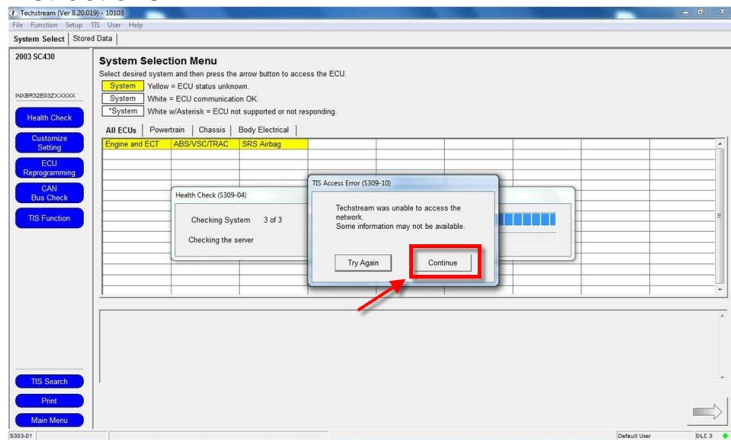 Techstream (Ver 8.20.019) - 10103
File Function Setup TIS User Help
System Select Stored Data
2003 SC430
System Selection Menu
Select desired system and then press the arrow button to access the ECU.
System Yellow = ECU status unknown.
System White = ECU communication OK.
*System White w/Asterisk = ECU not supported or not responding.
Health Check
Customize
Setting
ECU
Reprogramming
CAN
Bus Check
TIS Function
All ECUs Powertrain Chassis Body Electrical
Engine and ECT ABS/VSC/TRAC SRS Airbag
Health Check (S309-04)
Checking System 3 of 3
Checking the server
TIS Access Error (S309-10)
Techstream was unable to access the
network.
Some information may not be available.
Try Again Continue
TIS Search
Print
Main Menu
S303-01
Default User DLC 3